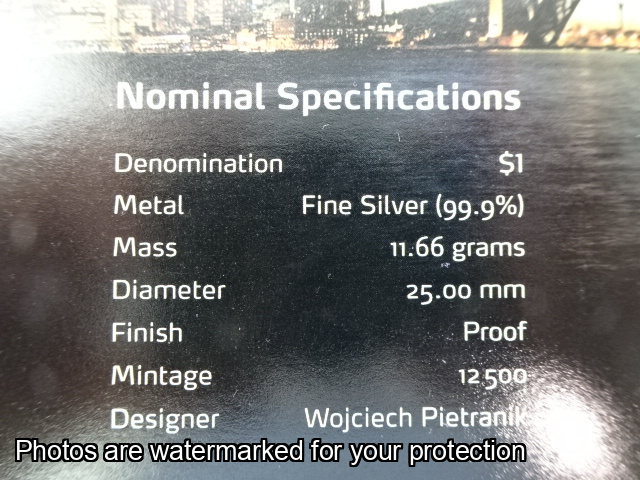 Nominal Specifications
Denomination $1
Metal Fine Silver (99.9%)
Mass 11.66 grams
Diameter 25.00 mm
Finish Proof
Mintage 12 500
Designer Wojciech Pietranik
Photos are watermarked for your protection